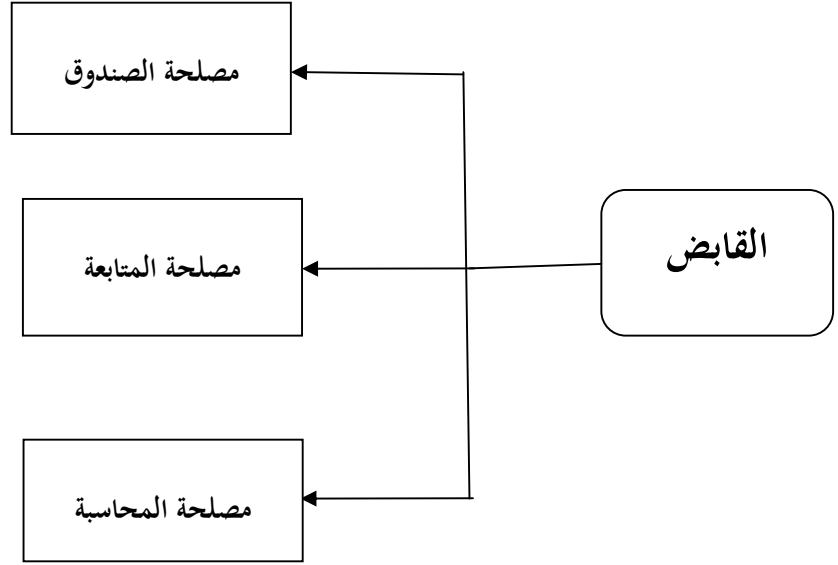 القابض
مصلحة الصندوق
مصلحة المتابعة
مصلحة المحاسبة